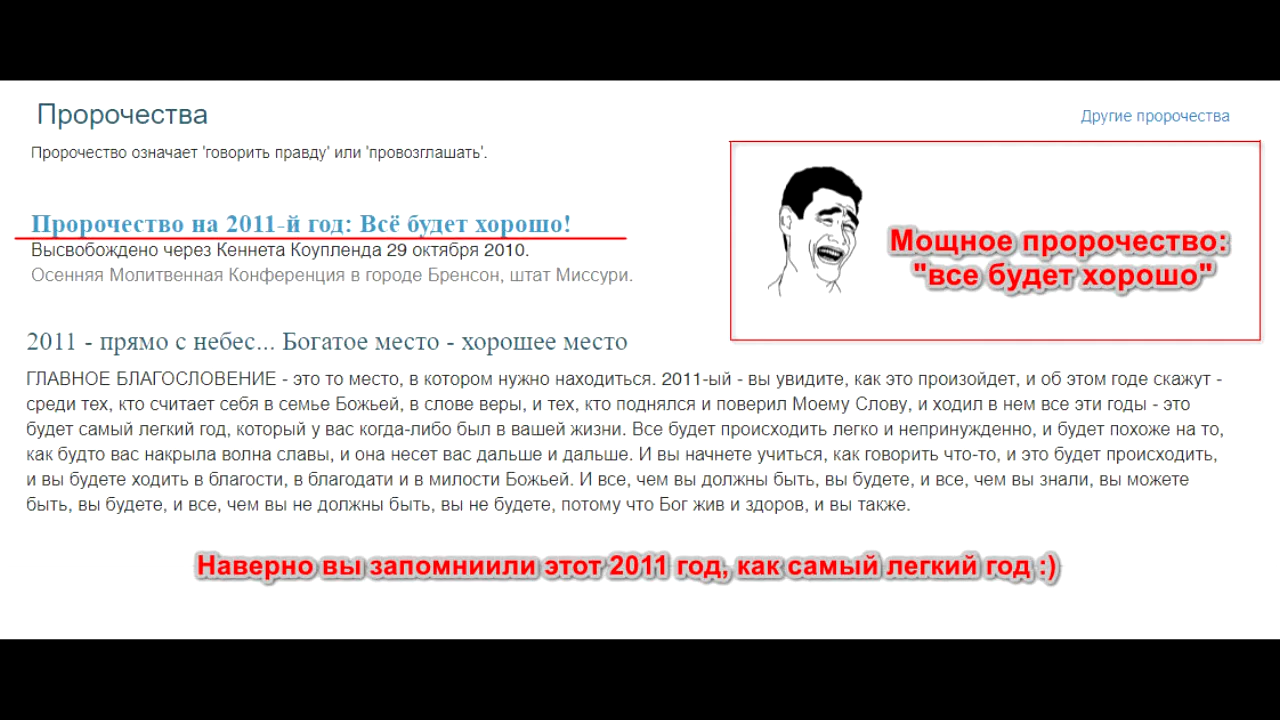 Пророчества
Другие пророчества
Пророчество означает 'говорить правду' или 'провозглашать'.
Пророчество на 2011-й год: Всё будет хорошо!
Высвобождено через Кеннета Коупленда 29 октября 2010.
Осенняя Молитвенная Конференция в городе Бренсон, штат Миссури.
Мощное пророчество:
"все будет хорошо"
2011 - прямо с небес... Богатое место - хорошее место
ГЛАВНОЕ БЛАГОСЛОВЕНИЕ - это то место, в котором нужно находиться. 2011-ый - вы увидите, как это произойдет, и об этом годе скажут -
среди тех, кто считает себя в семье Божьей, в слове веры, и тех, кто поднялся и поверил Моему Слову, и ходил в нем все эти годы - это
будет самый легкий год, который у вас когда-либо был в вашей жизни. Все будет происходить легко и непринужденно, и будет похоже на то,
как будто вас накрыла волна славы, и она несет вас дальше и дальше. И вы начнете учиться, как говорить что-то, и это будет происходить,
и вы будете ходить в благости, в благодати и в милости Божьей. И все, чем вы должны быть, вы будете, и все, чем вы знали, вы можете
быть, вы будете, и все, чем вы не должны быть, вы не будете, потому что Бог жив и здоров, и вы также.
Наверно вы запомниили этот 2011 год, как самый легкий год :)